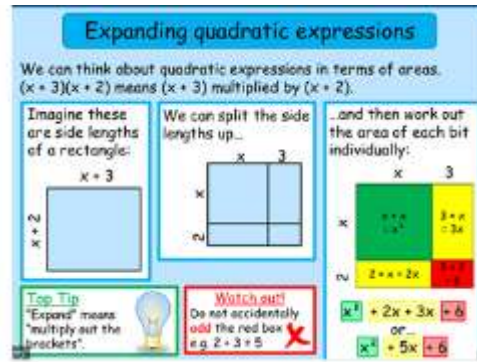 Expanding quadratic expressions
We can think about quadratic expressions in terms of areas.
(x + 3)(x + 2) means (x + 3) multiplied by (x + 2).
Imagine these
are side lengths
of a rectangle:
x + 3
x + 2
We can split the side
lengths up...
x 3
x
2
...and then work out
the area of each bit
individually:
x 3
x
x × x
= x²
3 × x
= 3x
2
2 × x = 2x
Top Tip
"Expand" means
"multiply out the
brackets".
Watch out!
Do not accidentally
add the red box
e.g. 2 + 3 = 5
x² + 2x + 3x + 6
or...
x² + 5x + 6